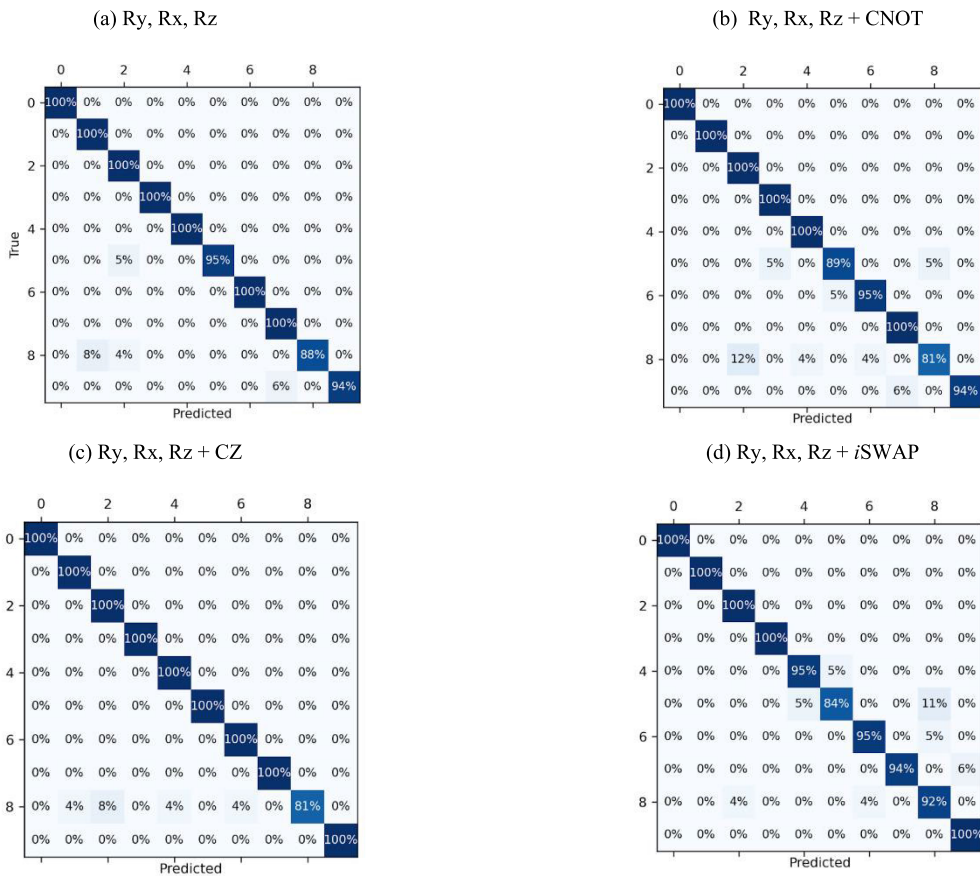 (a) Ry, Rx, Rz
0 2 4 6 8
0 100% 0% 0% 0% 0% 0% 0% 0% 0% 0%
0% 100% 0% 0% 0% 0% 0% 0% 0% 0%
2 0% 0% 100% 0% 0% 0% 0% 0% 0% 0%
0% 0% 0% 100% 0% 0% 0% 0% 0% 0%
4 0% 0% 0% 0% 100% 0% 0% 0% 0% 0%
True
0% 0% 5% 0% 0% 95% 0% 0% 0% 0%
6 0% 0% 0% 0% 0% 0% 100% 0% 0% 0%
0% 0% 0% 0% 0% 0% 0% 100% 0% 0%
8 0% 8% 4% 0% 0% 0% 0% 0% 88% 0%
0% 0% 0% 0% 0% 0% 0% 6% 0% 94%
Predicted
(b) Ry, Rx, Rz + CNOT
0 2 4 6 8
0 100% 0% 0% 0% 0% 0% 0% 0% 0% 0%
0% 100% 0% 0% 0% 0% 0% 0% 0% 0%
2 0% 0% 100% 0% 0% 0% 0% 0% 0% 0%
0% 0% 0% 100% 0% 0% 0% 0% 0% 0%
4 0% 0% 0% 0% 100% 0% 0% 0% 0% 0%
0% 0% 0% 5% 0% 89% 0% 0% 5% 0%
6 0% 0% 0% 0% 0% 5% 95% 0% 0% 0%
0% 0% 0% 0% 0% 0% 0% 100% 0% 0%
8 0% 0% 12% 0% 4% 0% 4% 0% 81% 0%
0% 0% 0% 0% 0% 0% 0% 6% 0% 94%
Predicted
(c) Ry, Rx, Rz + CZ
0 2 4 6 8
0 100% 0% 0% 0% 0% 0% 0% 0% 0% 0%
0% 100% 0% 0% 0% 0% 0% 0% 0% 0%
2 0% 0% 100% 0% 0% 0% 0% 0% 0% 0%
0% 0% 0% 100% 0% 0% 0% 0% 0% 0%
4 0% 0% 0% 0% 100% 0% 0% 0% 0% 0%
0% 0% 0% 0% 0% 100% 0% 0% 0% 0%
6 0% 0% 0% 0% 0% 0% 100% 0% 0% 0%
0% 0% 0% 0% 0% 0% 0% 100% 0% 0%
8 0% 4% 8% 0% 4% 0% 4% 0% 81% 0%
0% 0% 0% 0% 0% 0% 0% 0% 0% 100%
Predicted
(d) Ry, Rx, Rz + iSWAP
0 2 4 6 8
0 100% 0% 0% 0% 0% 0% 0% 0% 0% 0%
0% 100% 0% 0% 0% 0% 0% 0% 0% 0%
2 0% 0% 100% 0% 0% 0% 0% 0% 0% 0%
0% 0% 0% 100% 0% 0% 0% 0% 0% 0%
4 0% 0% 0% 0% 95% 5% 0% 0% 0% 0%
0% 0% 0% 0% 5% 84% 0% 0% 11% 0%
6 0% 0% 0% 0% 0% 0% 95% 0% 5% 0%
0% 0% 0% 0% 0% 0% 0% 94% 0% 6%
8 0% 0% 4% 0% 0% 0% 4% 0% 92% 0%
0% 0% 0% 0% 0% 0% 0% 0% 0% 100%
Predicted